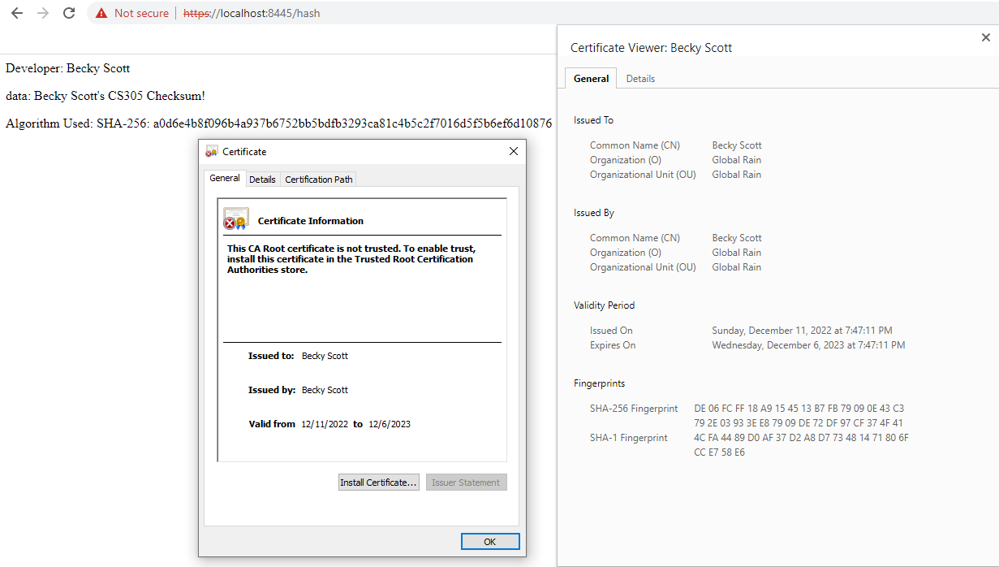 Not secure | https://localhost:8445/hash
Developer: Becky Scott
data: Becky Scott's CS305 Checksum!
Algorithm Used: SHA-256: a0d6e4b8f096b4a937b6752bb5bdfb3293ca81c4b5c2f7016d5f5b6ef6d10876
Certificate
General Details Certification Path
Certificate Information
This CA Root certificate is not trusted. To enable trust,
install this certificate in the Trusted Root Certification
Authorities store.
Issued to: Becky Scott
Issued by: Becky Scott
Valid from 12/11/2022 to 12/6/2023
Install Certificate...
Issuer Statement
OK
Certificate Viewer: Becky Scott
General Details
Issued To
Common Name (CN) Becky Scott
Organization (O) Global Rain
Organizational Unit (OU) Global Rain
Issued By
Common Name (CN) Becky Scott
Organization (O) Global Rain
Organizational Unit (OU) Global Rain
Validity Period
Issued On Sunday, December 11, 2022 at 7:47:11 PM
Expires On Wednesday, December 6, 2023 at 7:47:11 PM
Fingerprints
SHA-256 Fingerprint DE 06 FC FF 18 A9 15 45 13 B7 FB 79 09 0E 43 C3
79 2E 03 93 3E E8 79 09 DE 72 DF 97 CF 37 4F 41
SHA-1 Fingerprint 4C FA 44 89 D0 AF 37 D2 A8 D7 73 48 14 71 80 6F
CC E7 58 E6